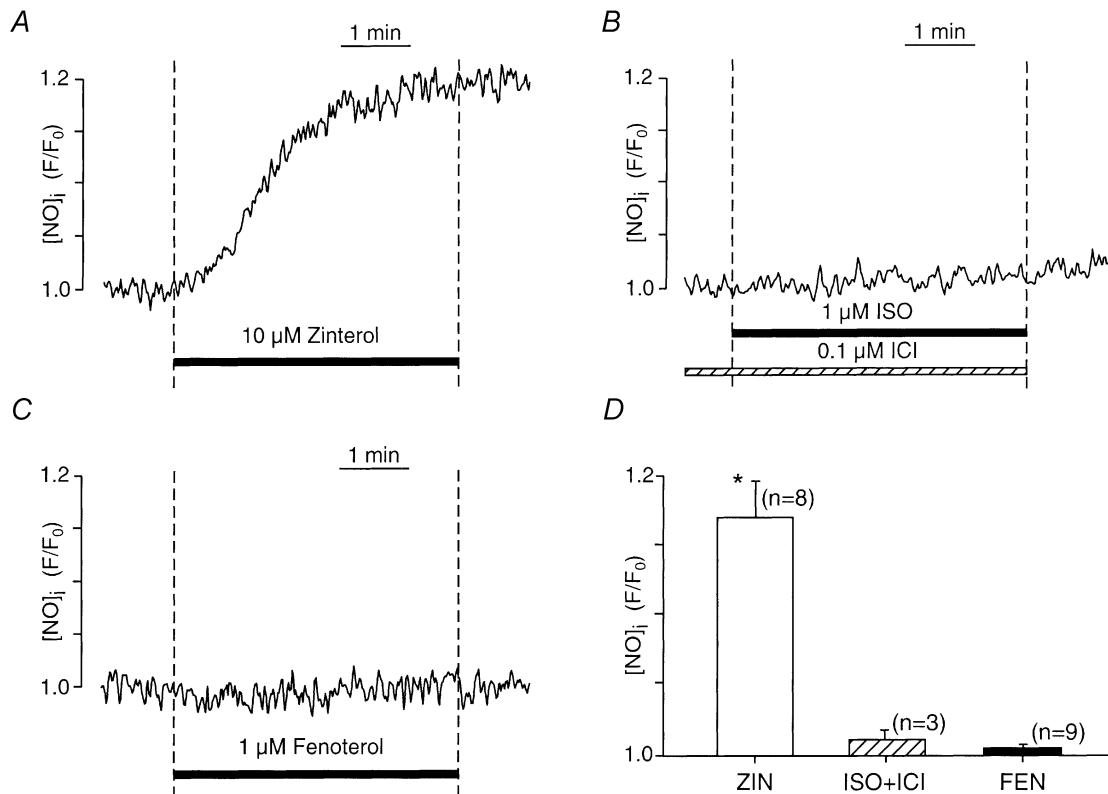 A
1 min
1.2
[NO]i (F/F0)
1.0
10 µM Zinterol
B
1 min
1.2
[NO]i (F/F0)
1.0
1 µM ISO
0.1 µM ICI
C
1 min
1.2
[NO]i (F/F0)
1.0
1 µM Fenoterol
D
1.2
[NO]i (F/F0)
1.0
*
(n=8)
(n=3)
(n=9)
ZIN
ISO+ICI
FEN